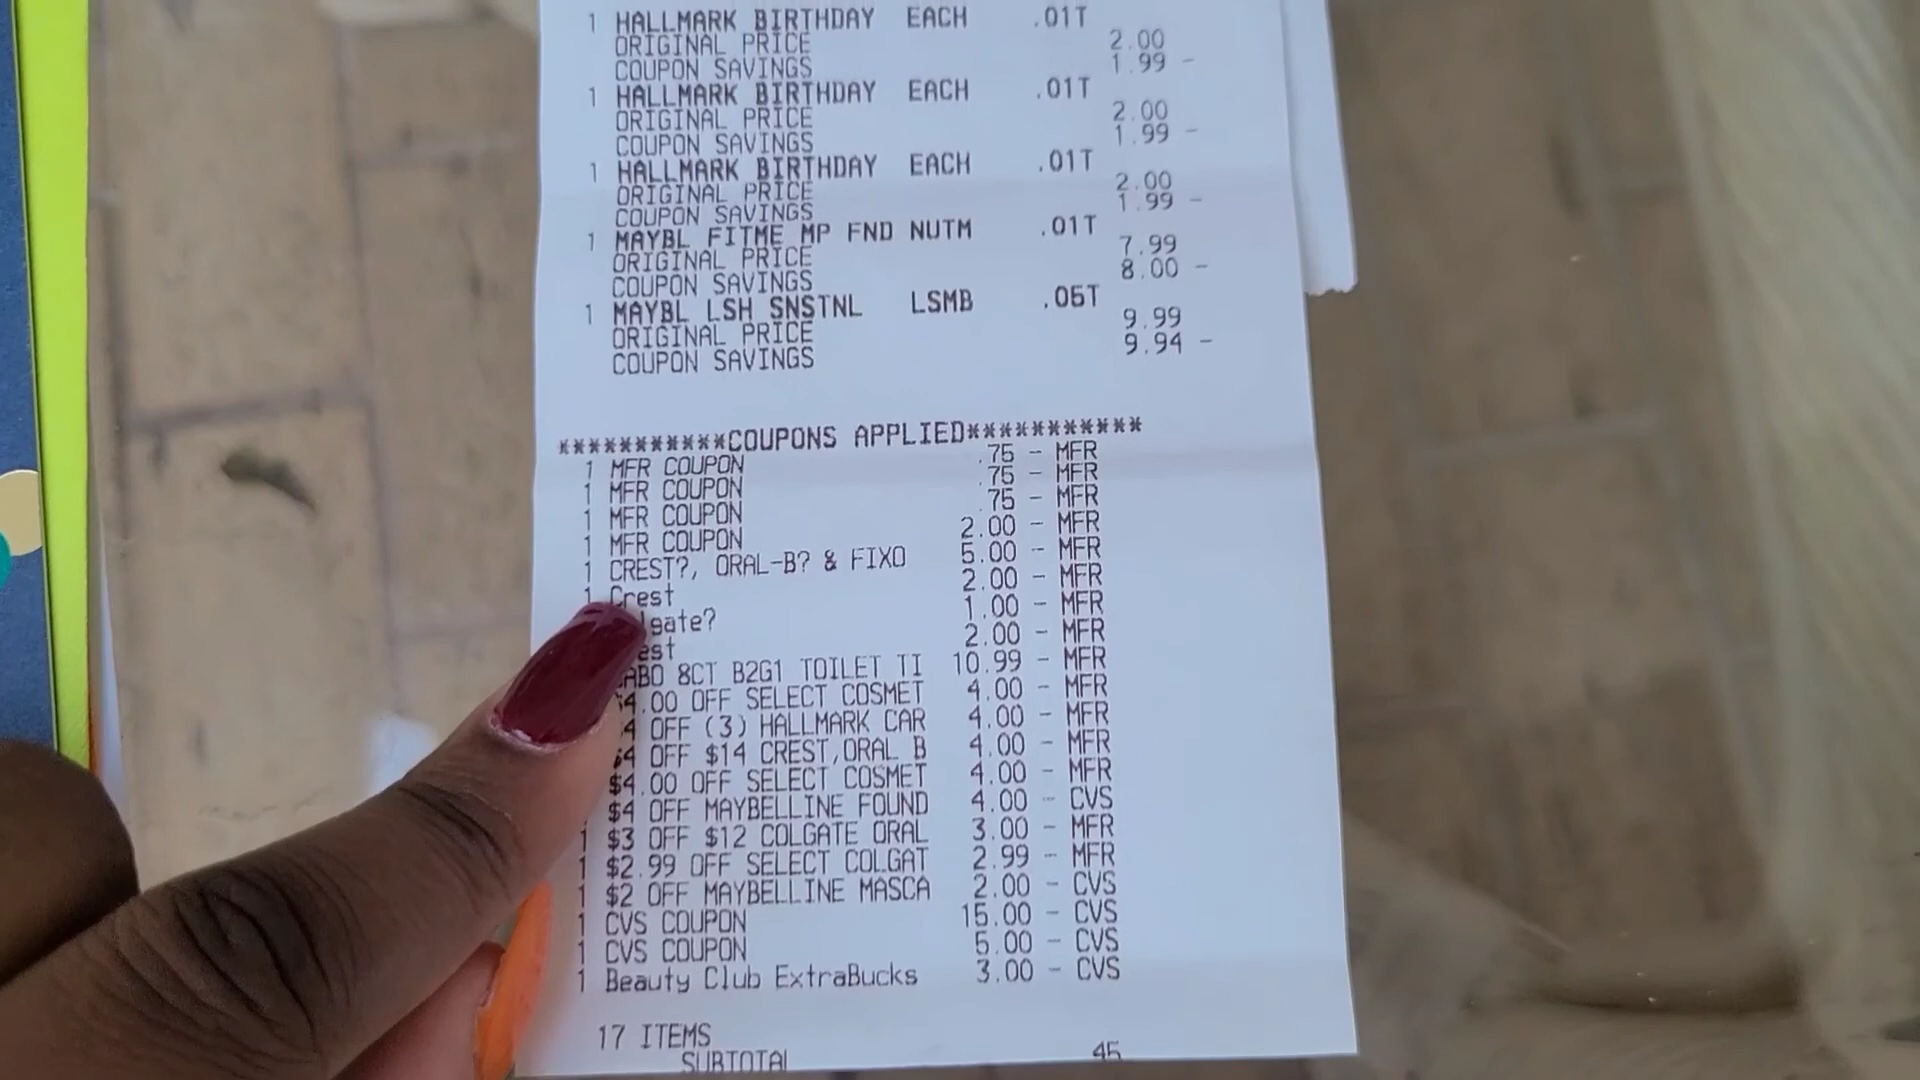 1 HALLMARK BIRTHDAY EACH .01T
ORIGINAL PRICE 2.00
COUPON SAVINGS 1.99 -
1 HALLMARK BIRTHDAY EACH .01T
ORIGINAL PRICE 2.00
COUPON SAVINGS 1.99 -
1 HALLMARK BIRTHDAY EACH .01T
ORIGINAL PRICE 2.00
COUPON SAVINGS 1.99 -
1 MAYBL FITME MP FND NUTM .01T
ORIGINAL PRICE 7.99
COUPON SAVINGS 8.00 -
1 MAYBL LSH SNSTNL LSMB .05T
ORIGINAL PRICE 9.99
COUPON SAVINGS 9.94 -
***********COUPONS APPLIED***********
1 MFR COUPON .75 - MFR
1 MFR COUPON .75 - MFR
1 MFR COUPON .75 - MFR
1 MFR COUPON 2.00 - MFR
1 CREST?, ORAL-B? & FIXO 5.00 - MFR
1 Crest 2.00 - MFR
lgate? 1.00 - MFR
est 2.00 - MFR
ABO 8CT B2G1 TOILET TI 10.99 - MFR
$4.00 OFF SELECT COSMET 4.00 - MFR
4 OFF (3) HALLMARK CAR 4.00 - MFR
$4 OFF $14 CREST,ORAL B 4.00 - MFR
$4.00 OFF SELECT COSMET 4.00 - MFR
$4 OFF MAYBELLINE FOUND 4.00 - CVS
1 $3 OFF $12 COLGATE ORAL 3.00 - MFR
1 $2.99 OFF SELECT COLGAT 2.99 - MFR
1 $2 OFF MAYBELLINE MASCA 2.00 - CVS
1 CVS COUPON 15.00 - CVS
1 CVS COUPON 5.00 - CVS
1 Beauty Club ExtraBucks 3.00 - CVS
17 ITEMS
SUBTOTAL .45